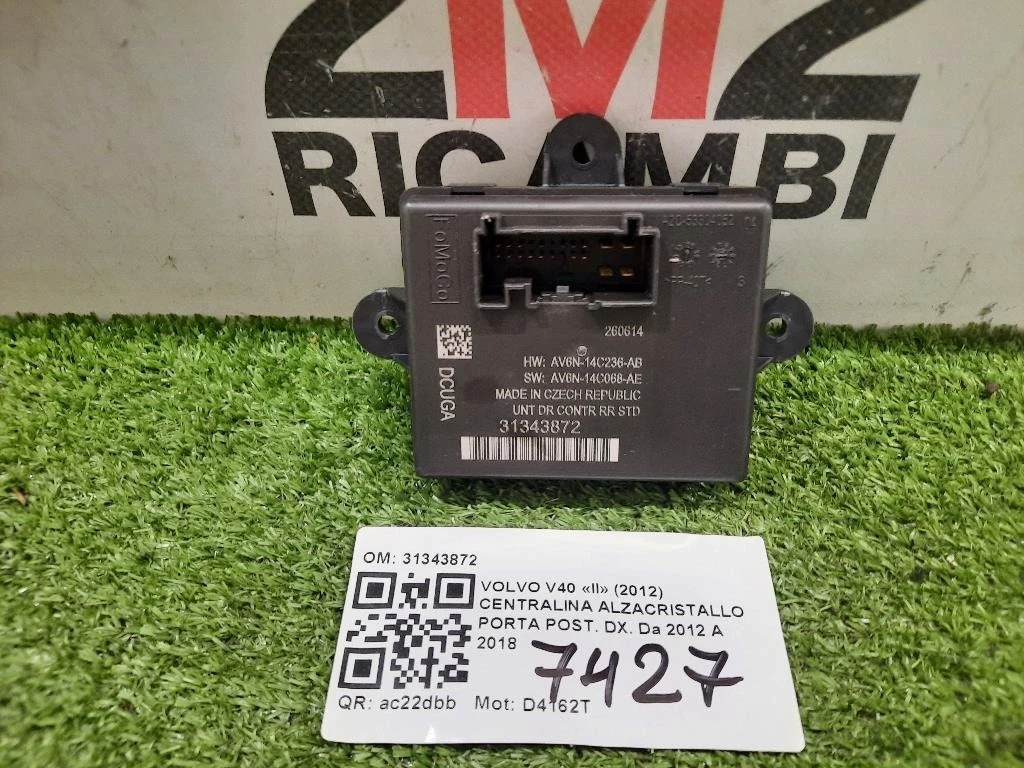 2M2
RICAMBI
FoMoCo
260614
HW: AV6N-14C236-AB
SW: AV6N-14C068-AE
MADE IN CZECH REPUBLIC
UNT DR CONTR RR STD
31343872
DCUGA
OM: 31343872
VOLVO V40 «II» (2012)
CENTRALINA ALZACRISTALLO
PORTA POST. DX. Da 2012 A
2018
7427
QR: ac22dbb Mot: D4162T